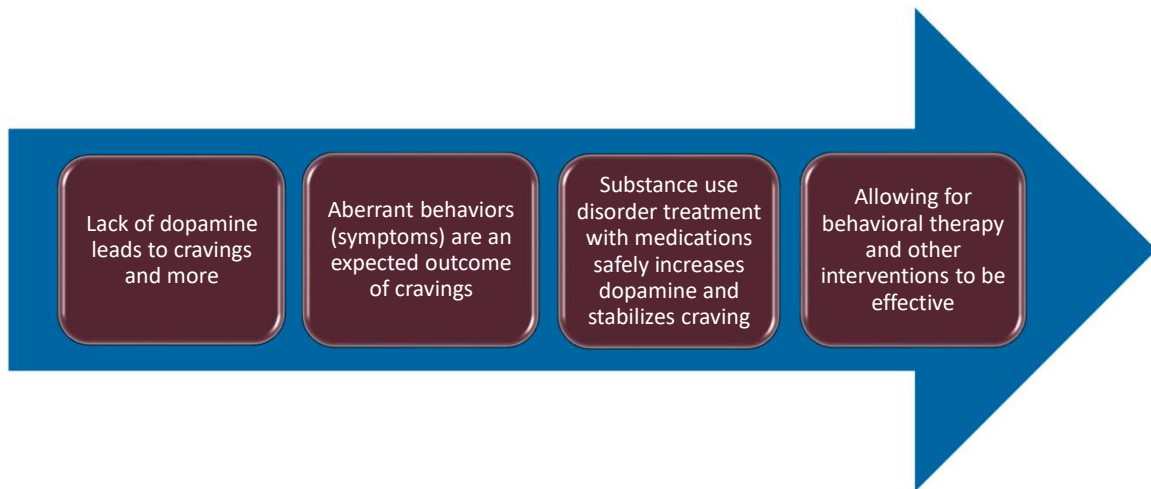 Lack of dopamine
leads to cravings
and more
Aberrant behaviors
(symptoms) are an
expected outcome
of cravings
Substance use
disorder treatment
with medications
safely increases
dopamine and
stabilizes craving
Allowing for
behavioral therapy
and other
interventions to be
effective